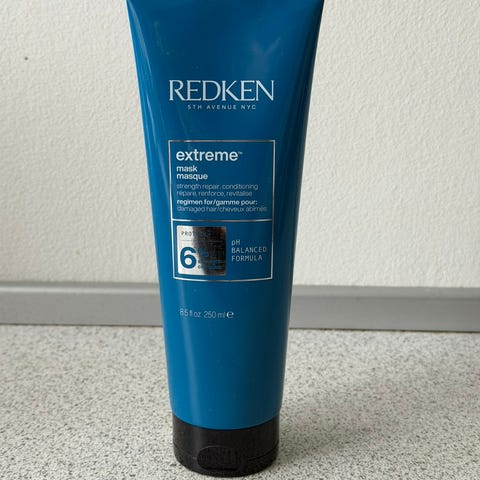 REDKEN
5TH AVENUE NYC
extreme™
mask
masque
strength repair, conditioning
répare, renforce, revitalise
regimen for/gamme pour:
damaged hair/cheveux abîmés
6
pH
BALANCED
FORMULA
8.5 fl oz 250 ml e